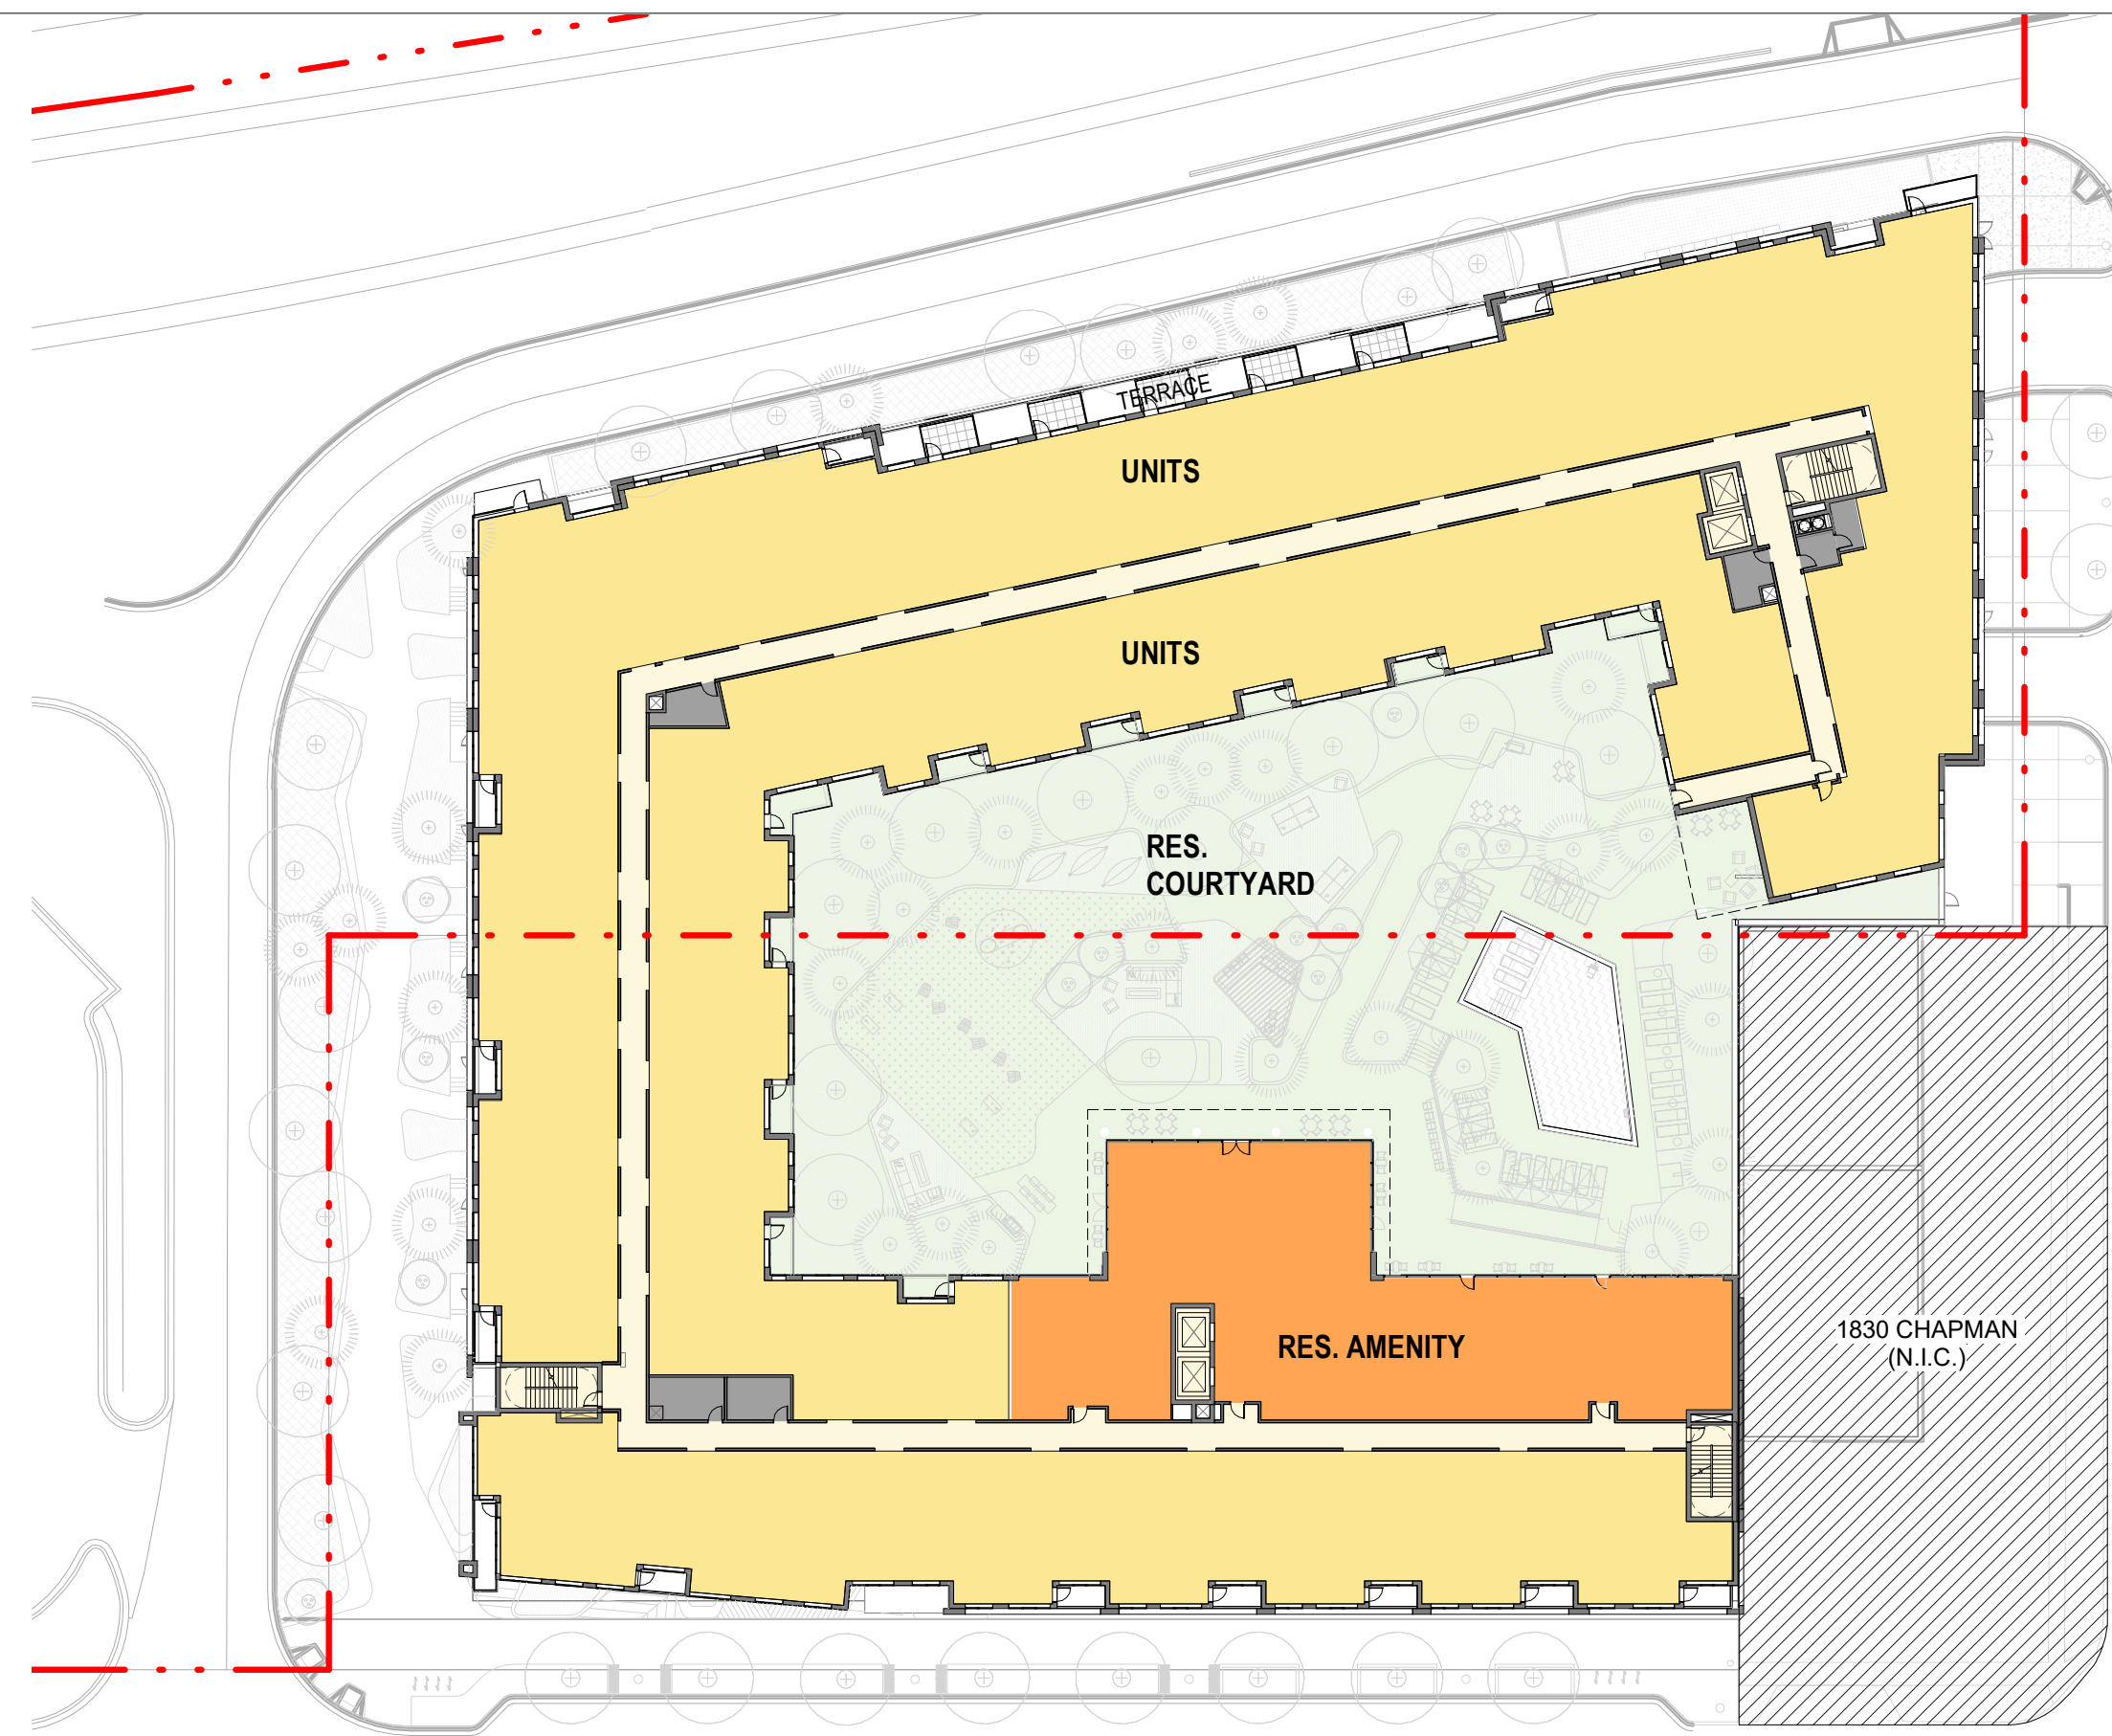 TERRACE
UNITS
UNITS
RES.
COURTYARD
RES. AMENITY
1830 CHAPMAN
(N.I.C.)